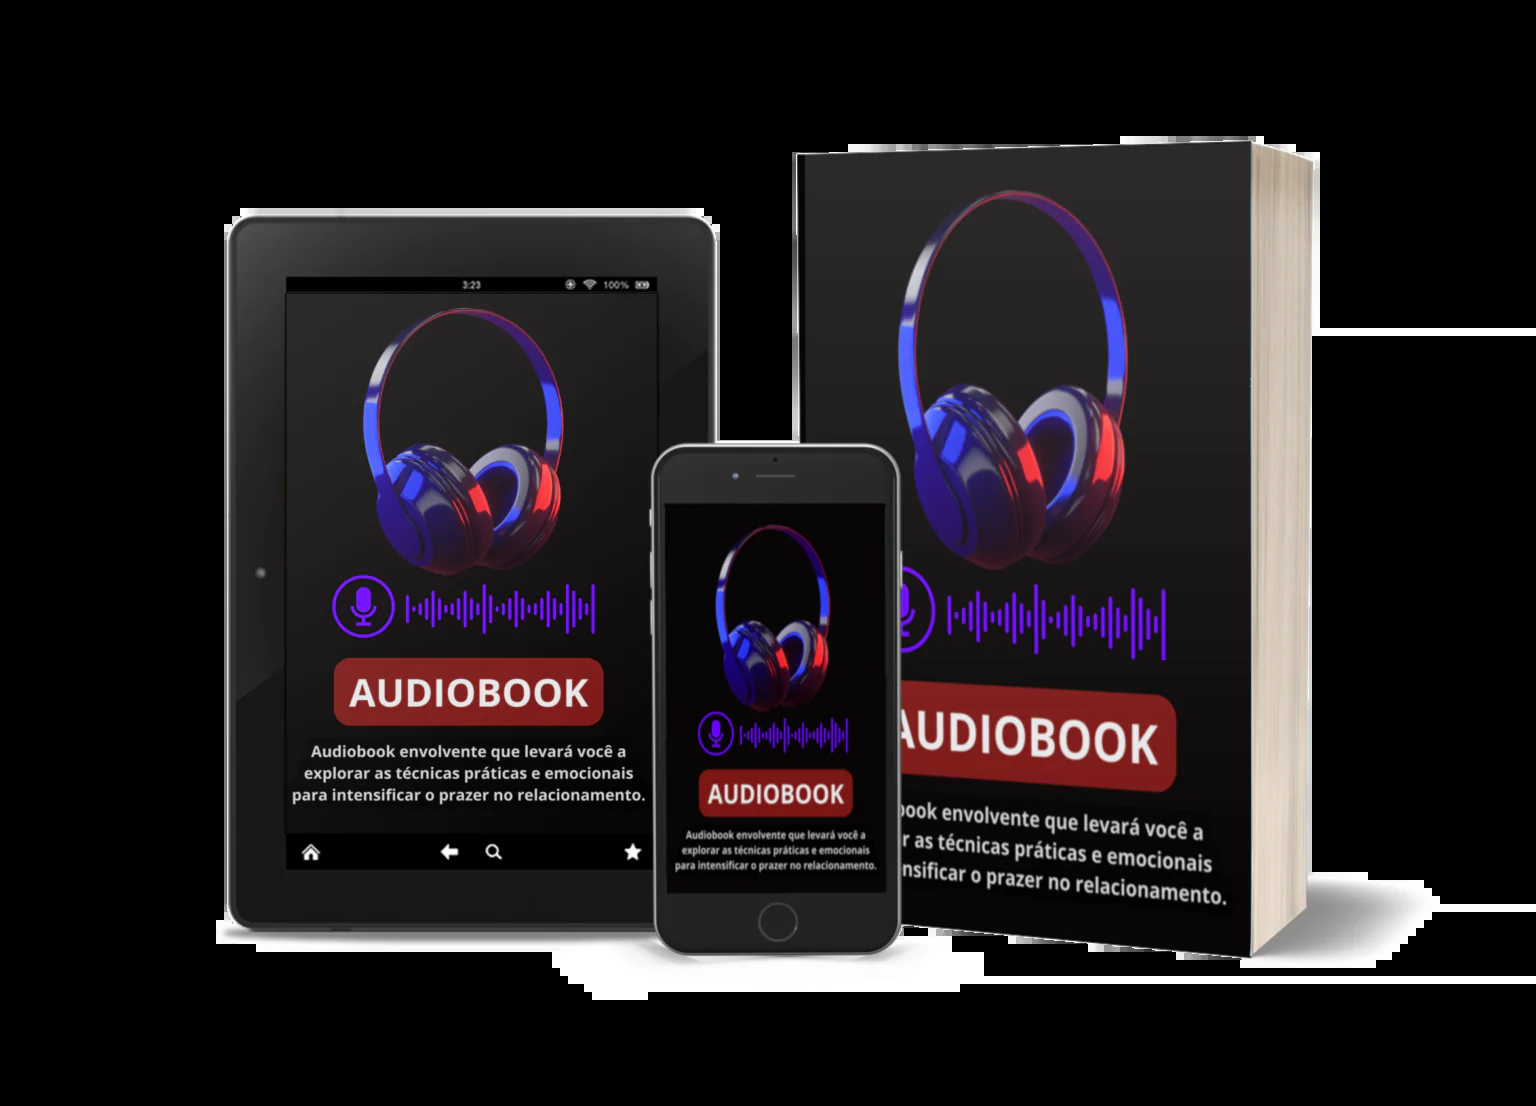 3:23
100%
AUDIOBOOK
Audiobook envolvente que levará você a
explorar as técnicas práticas e emocionais
para intensificar o prazer no relacionamento.
AUDIOBOOK
Audiobook envolvente que levará você a
explorar as técnicas práticas e emocionais
para intensificar o prazer no relacionamento.
AUDIOBOOK
book envolvente que levará você a
r as técnicas práticas e emocionais
nsificar o prazer no relacionamento.